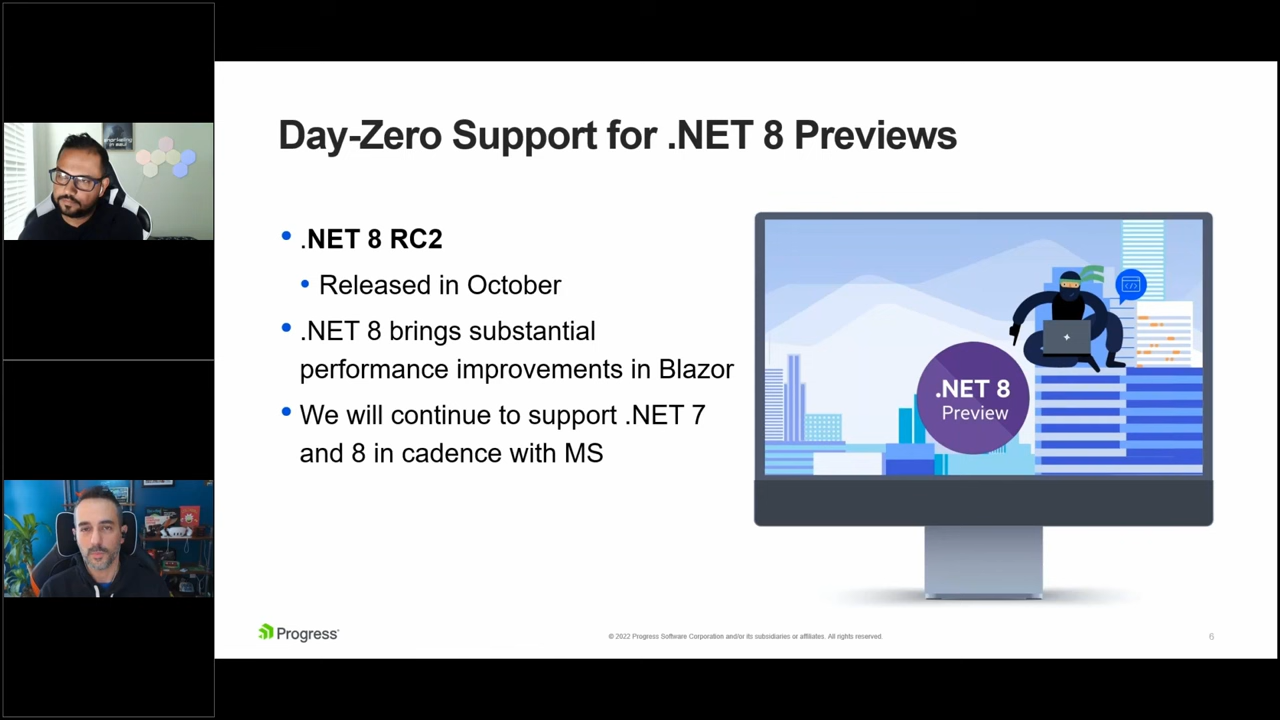 Day-Zero Support for .NET 8 Previews
.NET 8 RC2
Released in October
.NET 8 brings substantial
performance improvements in Blazor
We will continue to support .NET 7
and 8 in cadence with MS
.NET 8
Preview
Progress
© 2022 Progress Software Corporation and/or its subsidiaries or affiliates. All rights reserved.
6